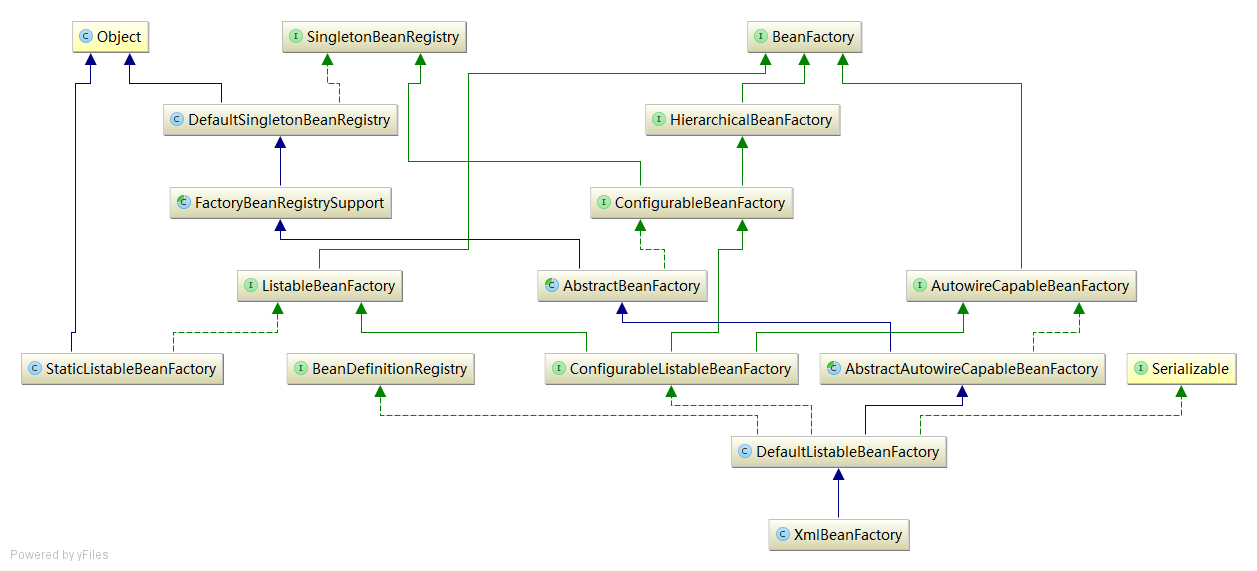 Object
SingletonBeanRegistry
BeanFactory
DefaultSingletonBeanRegistry
HierarchicalBeanFactory
FactoryBeanRegistrySupport
ConfigurableBeanFactory
ListableBeanFactory
AbstractBeanFactory
AutowireCapableBeanFactory
StaticListableBeanFactory
BeanDefinitionRegistry
ConfigurableListableBeanFactory
AbstractAutowireCapableBeanFactory
Serializable
DefaultListableBeanFactory
XmlBeanFactory
Powered by yFiles